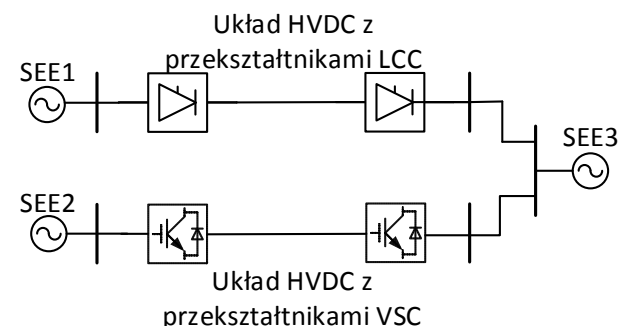 Układ HVDC z
przekształtnikami LCC
SEE1
SEE3
SEE2
Układ HVDC z
przekształtnikami VSC